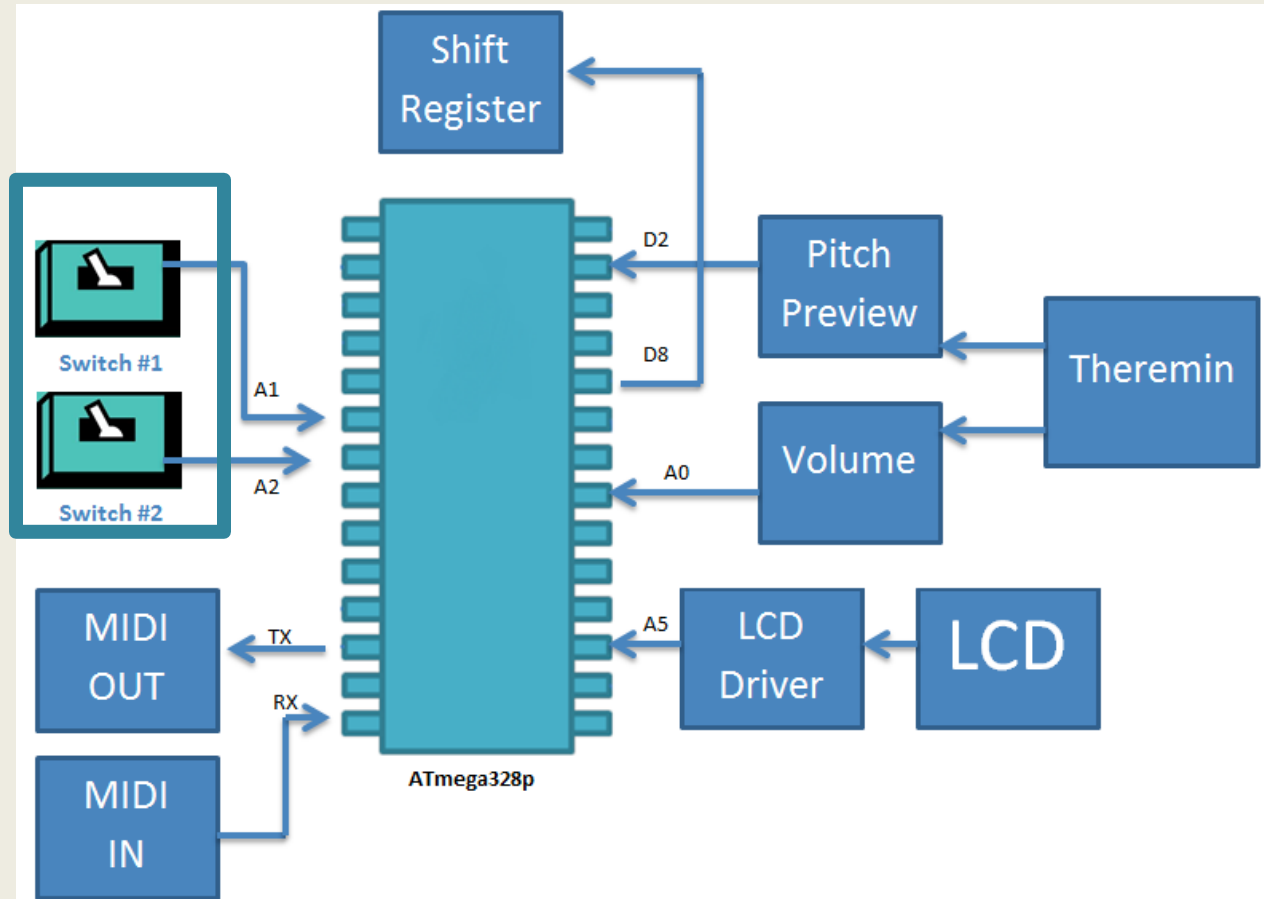 Shift
Register
D2
Pitch
Preview
Theremin
Switch #1
D8
A1
Volume
A0
A2
Switch #2
MIDI
OUT
TX
A5
LCD
Driver
LCD
RX
ATmega328p
MIDI
IN